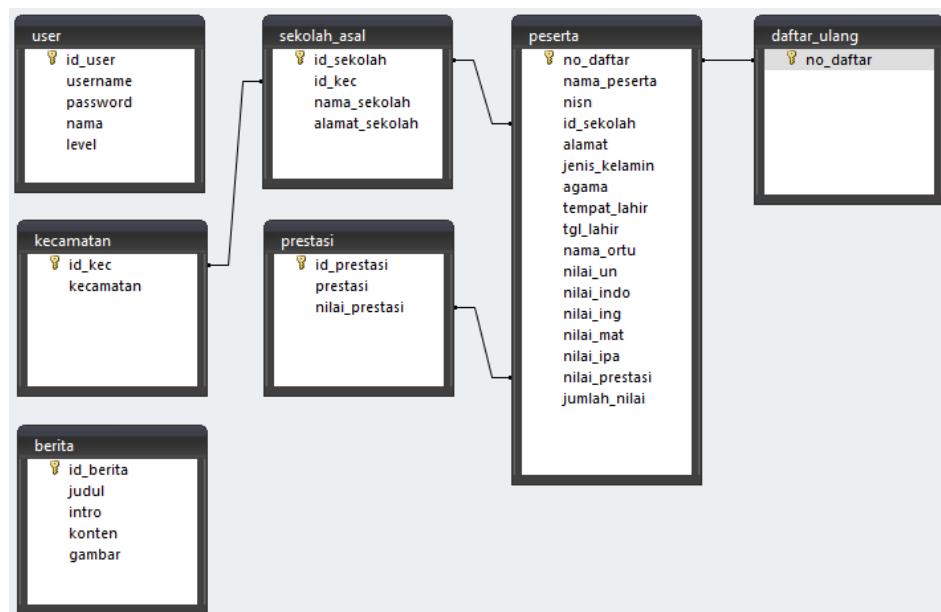 user
id_user
username
password
nama
level
sekolah_asal
id_sekolah
id_kec
nama_sekolah
alamat_sekolah
peserta
no_daftar
nama_peserta
nisn
id_sekolah
alamat
jenis_kelamin
agama
tempat_lahir
tgl_lahir
nama_ortu
nilai_un
nilai_indo
nilai_ing
nilai_mat
nilai_ipa
nilai_prestasi
jumlah_nilai
daftar_ulang
no_daftar
kecamatan
id_kec
kecamatan
prestasi
id_prestasi
prestasi
nilai_prestasi
berita
id_berita
judul
intro
konten
gambar